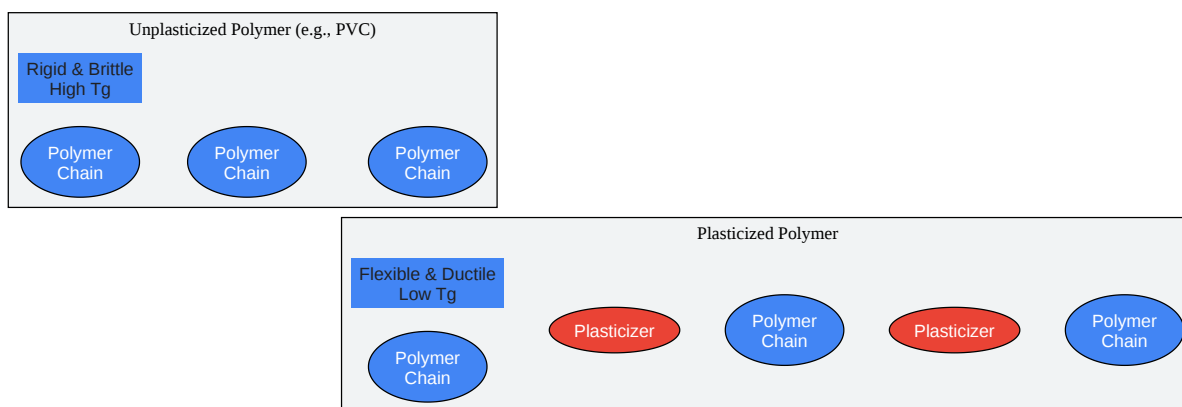 Unplasticized Polymer (e.g., PVC)
Rigid & Brittle
High Tg
Polymer
Chain
Polymer
Chain
Polymer
Chain
Plasticized Polymer
Flexible & Ductile
Low Tg
Polymer
Chain
Plasticizer
Polymer
Chain
Plasticizer
Polymer
Chain